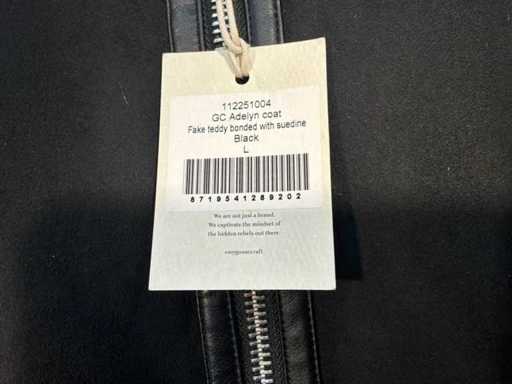 112251004
GC Adelyn coat
Fake teddy bonded with suedine
Black
L
8719541289202
We are not just a brand.
We captivate the mindset of
the hidden rebels out there.